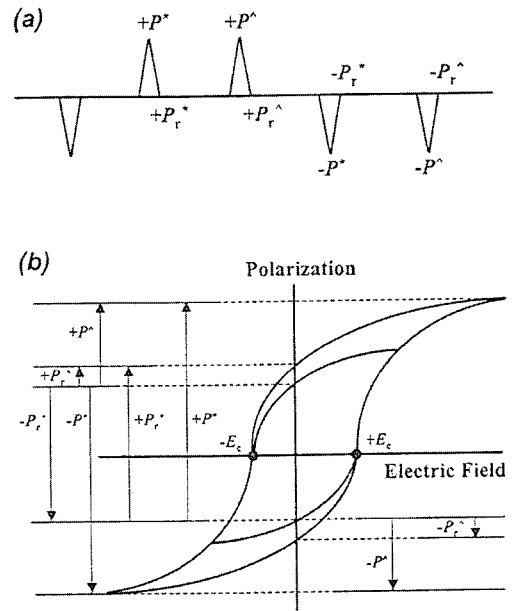 (a)
+P* +P^
-Pr* -Pr^
+Pr* +Pr^
-P* -P^
(b)
Polarization
+P^
+Pr^
-Pr* -P* +Pr* +P* -Ec +Ec
Electric Field
-Pr^
-P^